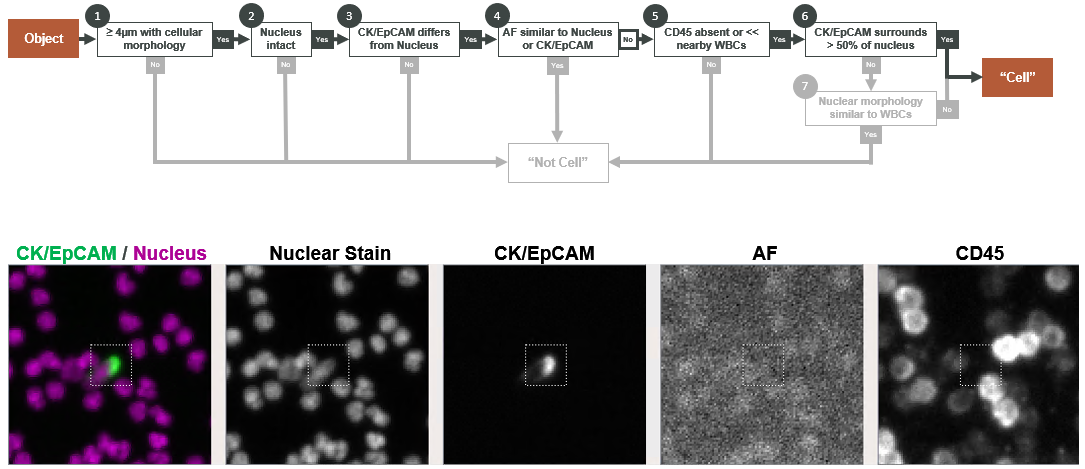 Object
1
≥ 4μm with cellular
morphology
Yes
No
2
Nucleus
intact
Yes
No
3
CK/EpCAM differs
from Nucleus
Yes
No
4
AF similar to Nucleus
or CK/EpCAM
No
Yes
5
CD45 absent or <<
nearby WBCs
Yes
No
6
CK/EpCAM surrounds
> 50% of nucleus
Yes
No
7
Nuclear morphology
similar to WBCs
No
Yes
“Cell”
“Not Cell”
CK/EpCAM / Nucleus
Nuclear Stain
CK/EpCAM
AF
CD45